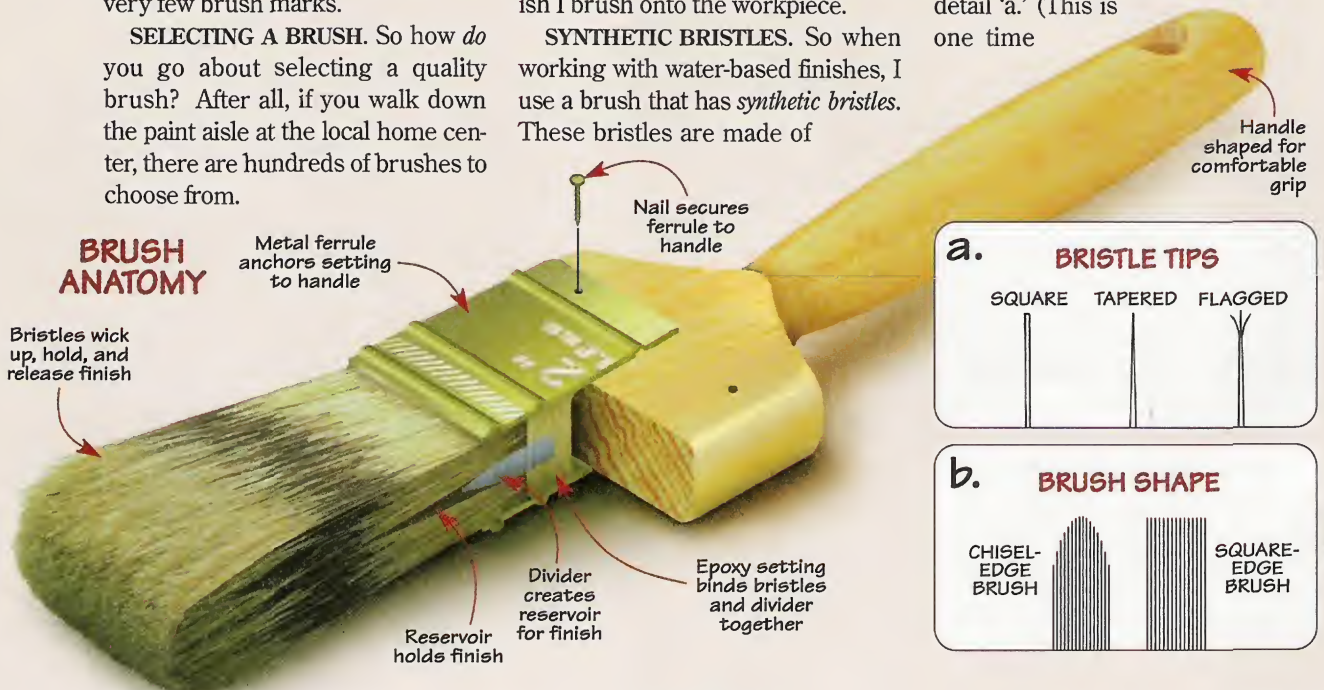 very few brush marks.
SELECTING A BRUSH. So how do
you go about selecting a quality
brush? After all, if you walk down
the paint aisle at the local home cen-
ter, there are hundreds of brushes to
choose from.
ish I brush onto the workpiece.
SYNTHETIC BRISTLES. So when
working with water-based finishes, I
use a brush that has synthetic bristles.
These bristles are made of
detail ‘a.’ (This is
one time
BRUSH
ANATOMY
Bristles wick
up, hold, and
release finish
Metal ferrule
anchors setting
to handle
Nail secures
ferrule to
handle
Handle
shaped for
comfortable
grip
2"
Reservoir
holds finish
Divider
creates
reservoir
for finish
Epoxy setting
binds bristles
and divider
together
a.
BRISTLE TIPS
SQUARE TAPERED FLAGGED
b.
BRUSH SHAPE
CHISEL-
EDGE
BRUSH
SQUARE-
EDGE
BRUSH